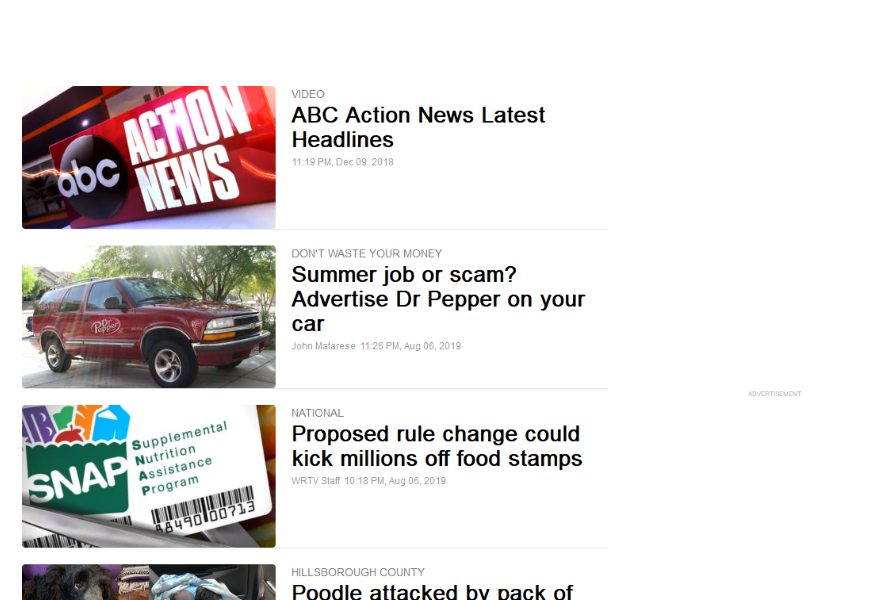 ACTION
NEWS
abc
VIDEO
ABC Action News Latest
Headlines
11:19 PM, Dec 09, 2018
Dr Pepper
DON'T WASTE YOUR MONEY
Summer job or scam?
Advertise Dr Pepper on your
car
John Matarese 11:26 PM, Aug 06, 2019
ADVERTISEMENT
SNAP
Supplemental
Nutrition
Assistance
Program
NATIONAL
Proposed rule change could
kick millions off food stamps
WRTV Staff 10:18 PM, Aug 06, 2019
HILLSBOROUGH COUNTY
Poodle attacked by pack of